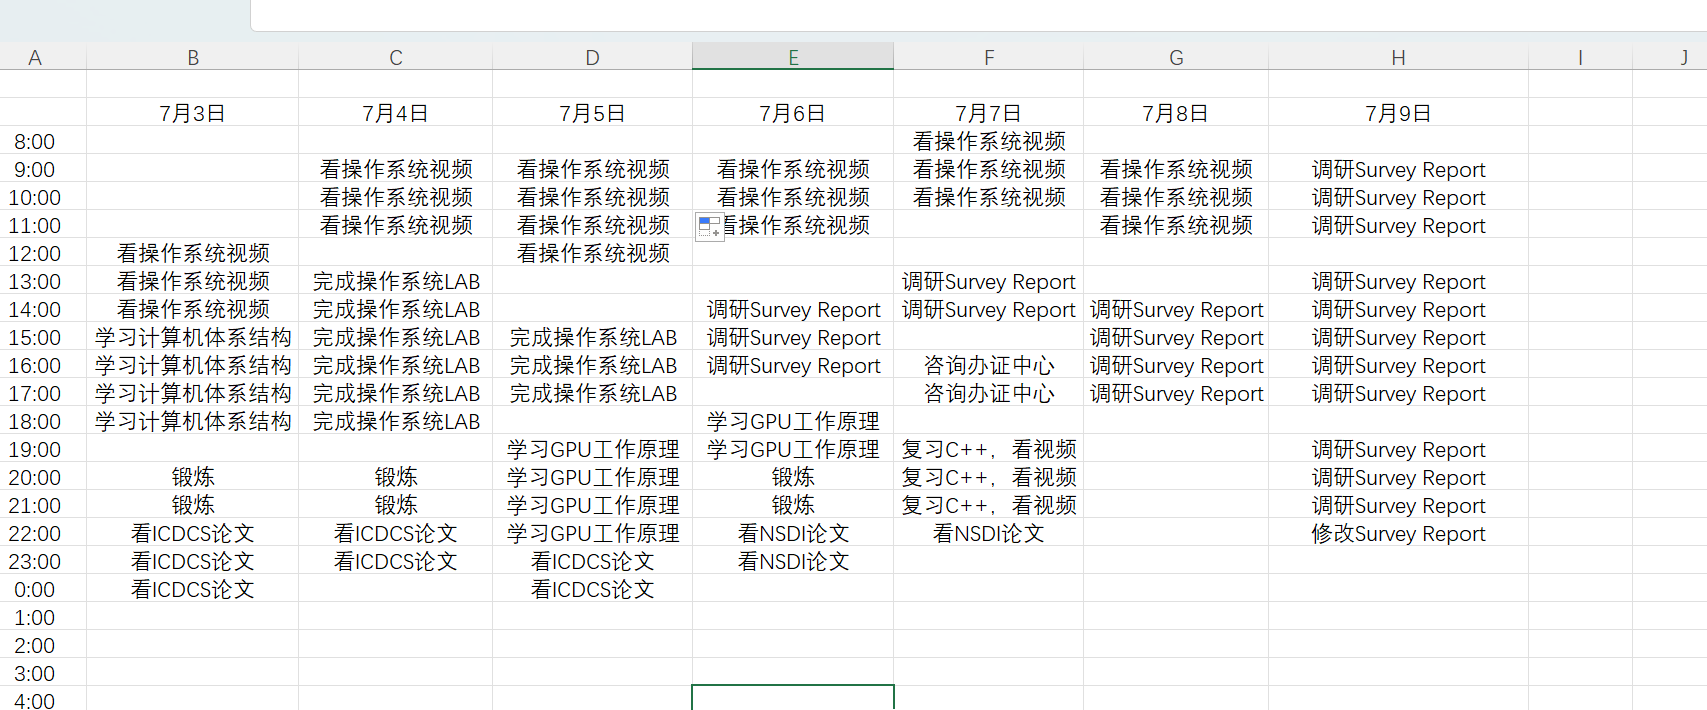 A B C D E F G H I J
7月3日 7月4日 7月5日 7月6日 7月7日 7月8日 7月9日
8:00 看操作系统视频
9:00 看操作系统视频 看操作系统视频 看操作系统视频 看操作系统视频 看操作系统视频 调研Survey Report
10:00 看操作系统视频 看操作系统视频 看操作系统视频 看操作系统视频 看操作系统视频 调研Survey Report
11:00 看操作系统视频 看操作系统视频 看操作系统视频 看操作系统视频 调研Survey Report
12:00 看操作系统视频 看操作系统视频
13:00 看操作系统视频 完成操作系统LAB 调研Survey Report 调研Survey Report
14:00 看操作系统视频 完成操作系统LAB 调研Survey Report 调研Survey Report 调研Survey Report 调研Survey Report
15:00 学习计算机体系结构 完成操作系统LAB 完成操作系统LAB 调研Survey Report 调研Survey Report 调研Survey Report
16:00 学习计算机体系结构 完成操作系统LAB 完成操作系统LAB 调研Survey Report 咨询办证中心 调研Survey Report 调研Survey Report
17:00 学习计算机体系结构 完成操作系统LAB 完成操作系统LAB 咨询办证中心 调研Survey Report 调研Survey Report
18:00 学习计算机体系结构 完成操作系统LAB 学习GPU工作原理
19:00 学习GPU工作原理 学习GPU工作原理 复习C++，看视频 调研Survey Report
20:00 锻炼 锻炼 学习GPU工作原理 锻炼 复习C++，看视频 调研Survey Report
21:00 锻炼 锻炼 学习GPU工作原理 锻炼 复习C++，看视频 调研Survey Report
22:00 看ICDCS论文 看ICDCS论文 学习GPU工作原理 看NSDI论文 看NSDI论文 修改Survey Report
23:00 看ICDCS论文 看ICDCS论文 看ICDCS论文 看NSDI论文
0:00 看ICDCS论文 看ICDCS论文
1:00
2:00
3:00
4:00